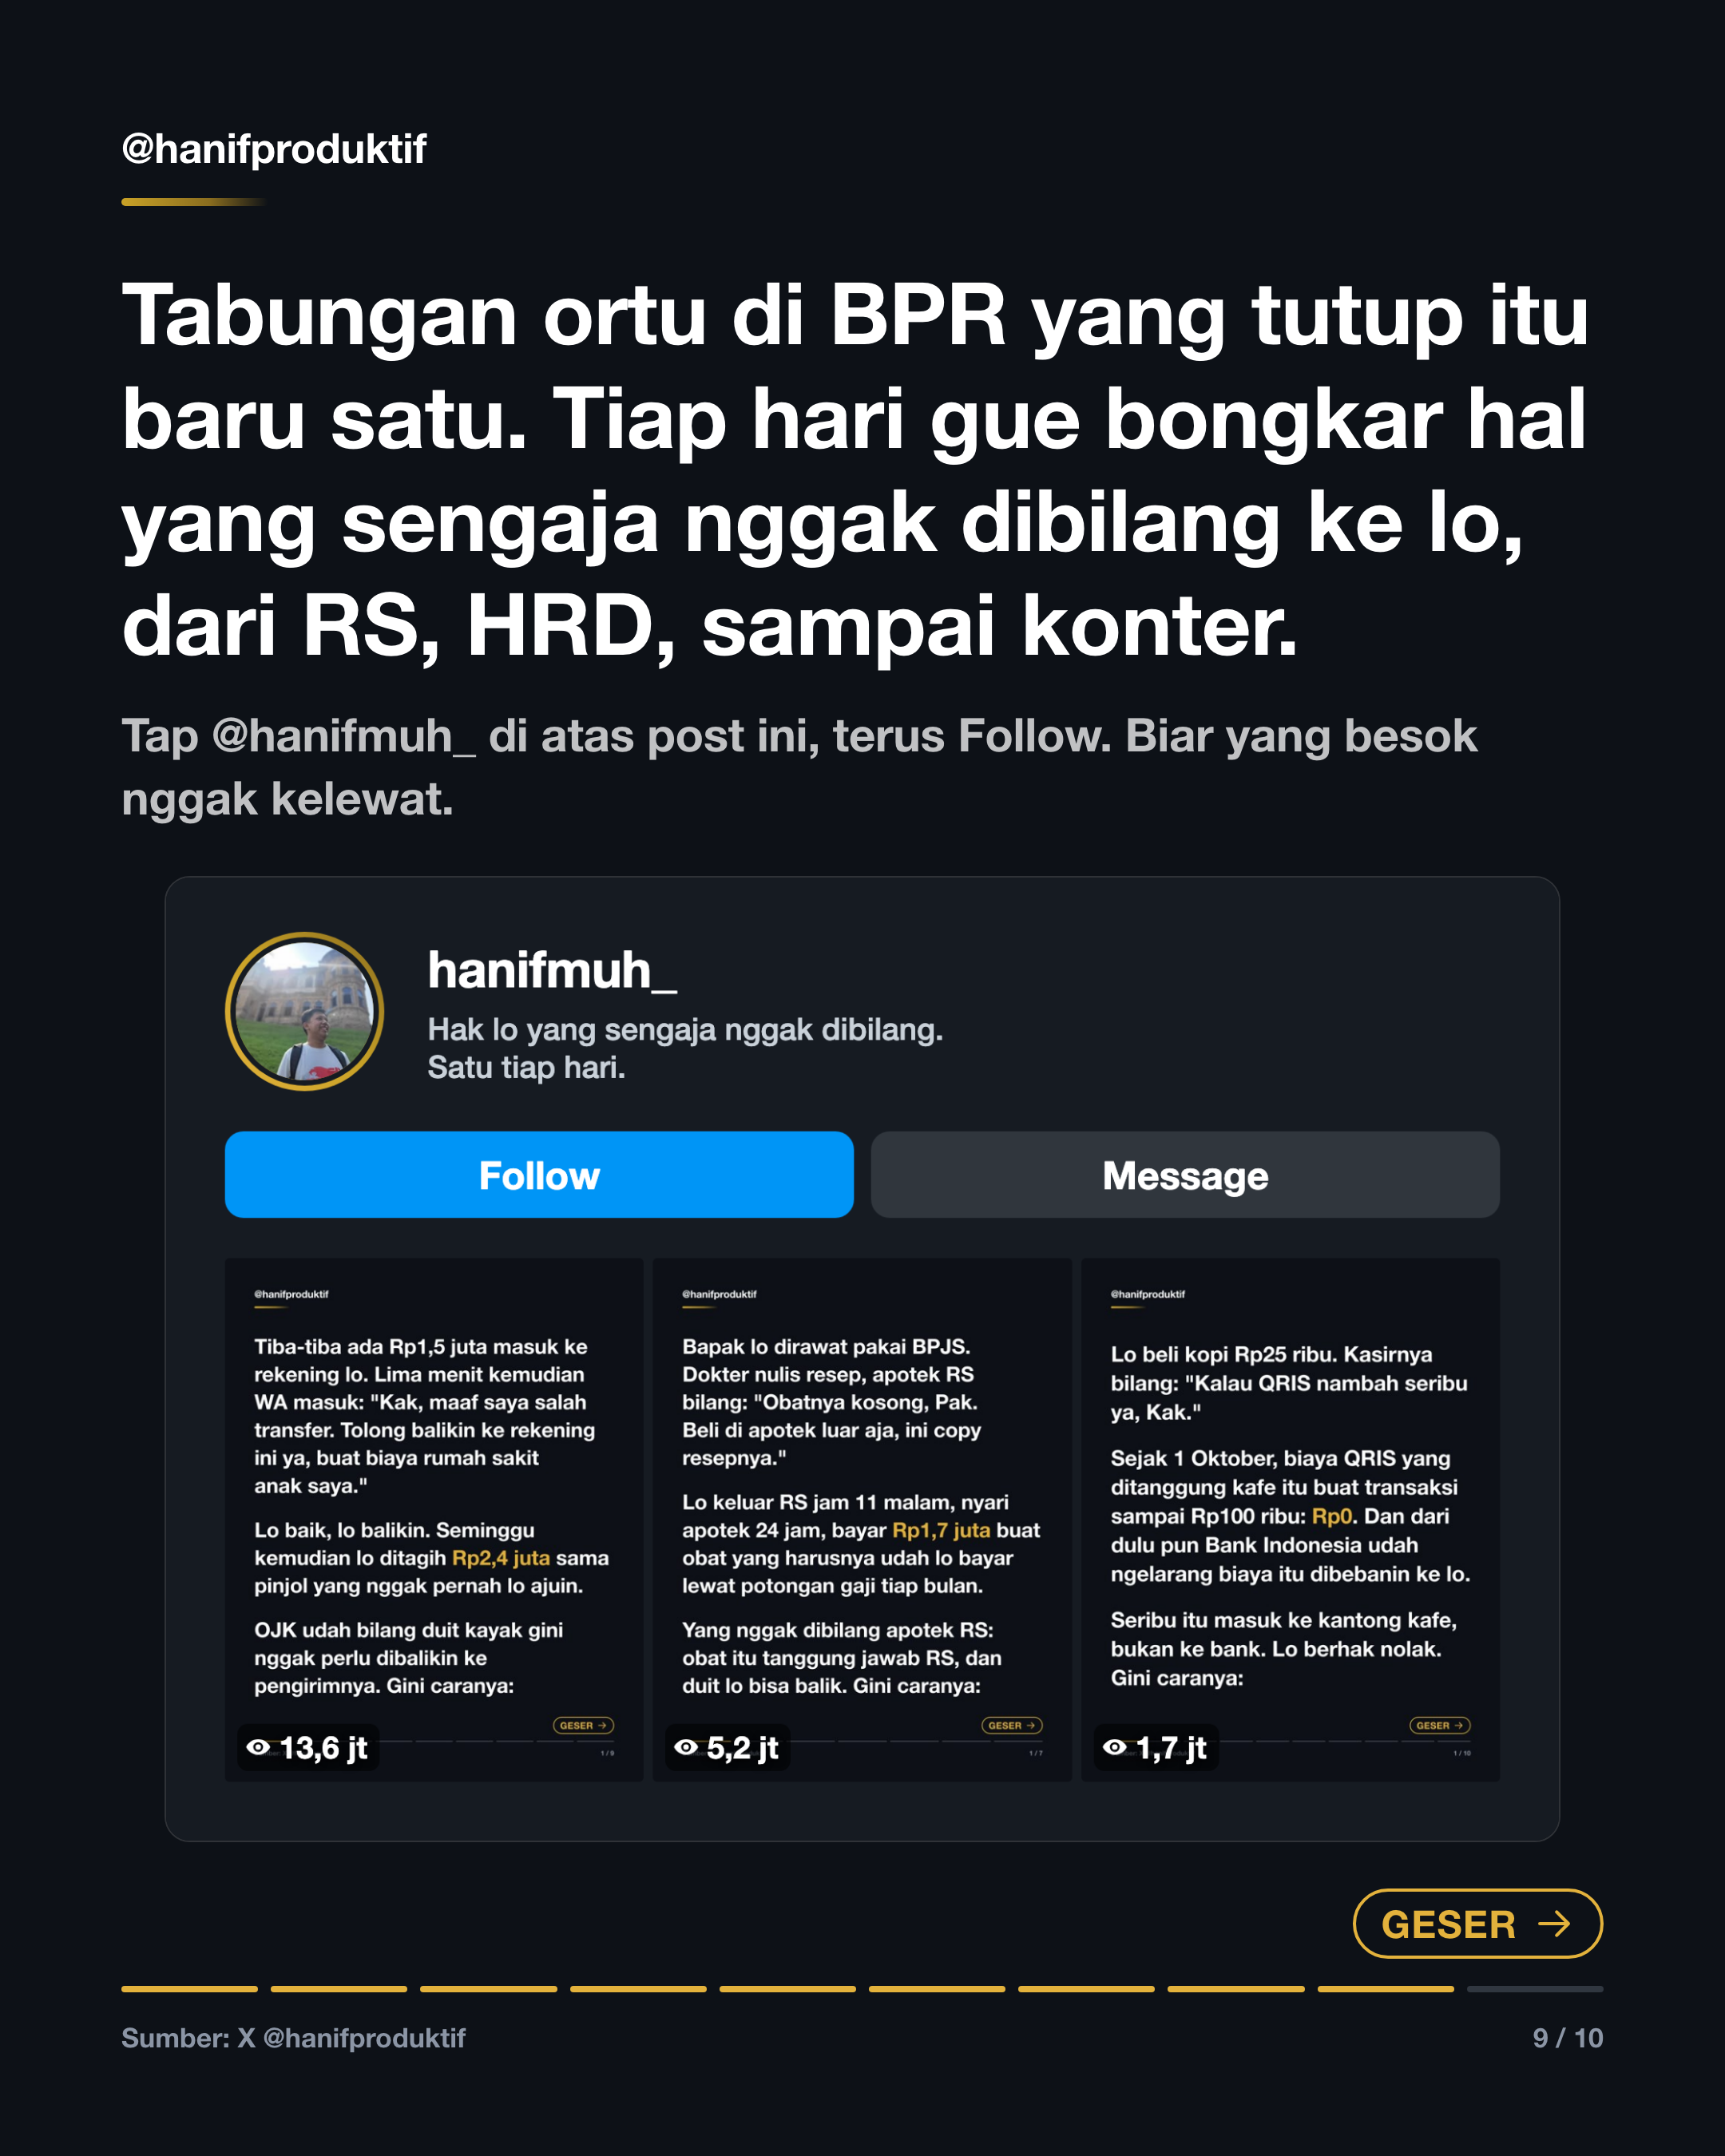 @hanifproduktif
Tabungan ortu di BPR yang tutup itu
baru satu. Tiap hari gue bongkar hal
yang sengaja nggak dibilang ke lo,
dari RS, HRD, sampai konter.
Tap @hanifmuh_ di atas post ini, terus Follow. Biar yang besok
nggak kelewat.
hanifmuh_
Hak lo yang sengaja nggak dibilang.
Satu tiap hari.
Follow
Message
@hanifproduktif
Tiba-tiba ada Rp1,5 juta masuk ke
rekening lo. Lima menit kemudian
WA masuk: "Kak, maaf saya salah
transfer. Tolong balikin ke rekening
ini ya, buat biaya rumah sakit
anak saya."
Lo baik, lo balikin. Seminggu
kemudian lo ditagih Rp2,4 juta sama
pinjol yang nggak pernah lo ajuin.
OJK udah bilang duit kayak gini
nggak perlu dibalikin ke
pengirimnya. Gini caranya:
GESER →
13,6 jt
1 / 8
@hanifproduktif
Bapak lo dirawat pakai BPJS.
Dokter nulis resep, apotek RS
bilang: "Obatnya kosong, Pak.
Beli di apotek luar aja, ini copy
resepnya."
Lo keluar RS jam 11 malam, nyari
apotek 24 jam, bayar Rp1,7 juta buat
obat yang harusnya udah lo bayar
lewat potongan gaji tiap bulan.
Yang nggak dibilang apotek RS:
obat itu tanggung jawab RS, dan
duit lo bisa balik. Gini caranya:
GESER →
5,2 jt
1 / 7
@hanifproduktif
Lo beli kopi Rp25 ribu. Kasirnya
bilang: "Kalau QRIS nambah seribu
ya, Kak."
Sejak 1 Oktober, biaya QRIS yang
ditanggung kafe itu buat transaksi
sampai Rp100 ribu: Rp0. Dan dari
dulu pun Bank Indonesia udah
ngelarang biaya itu dibebanin ke lo.
Seribu itu masuk ke kantong kafe,
bukan ke bank. Lo berhak nolak.
Gini caranya:
GESER →
1,7 jt
1 / 10
GESER →
Sumber: X @hanifproduktif
9 / 10